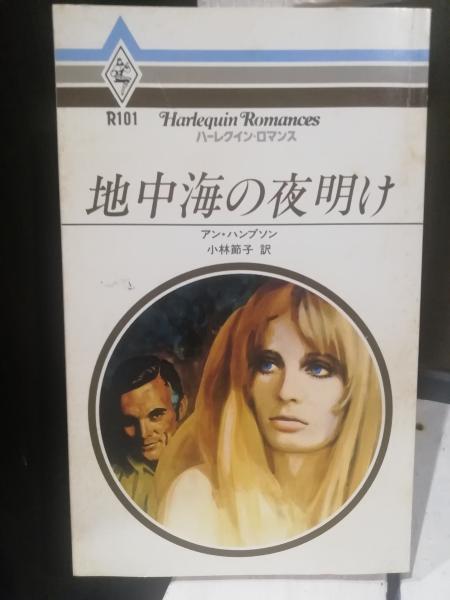 R101 Harlequin Romances
ハーレクイン・ロマンス
地中海の夜明け
アン・ハンプソン
小林節子 訳